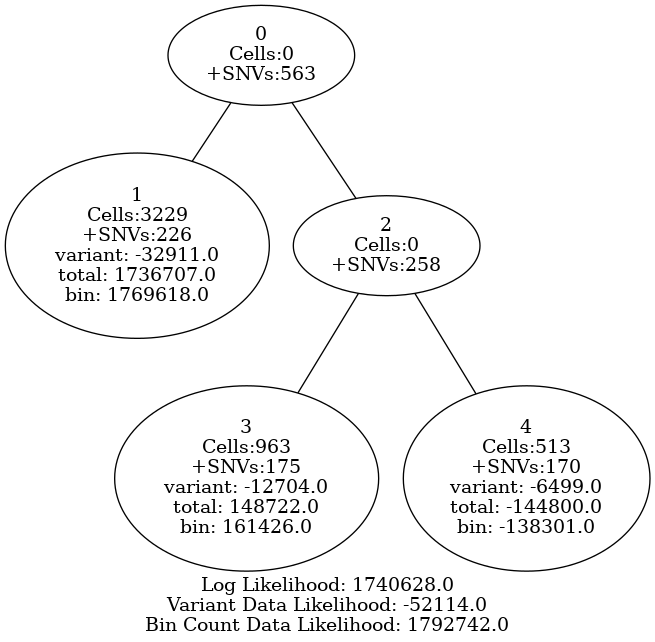 0
Cells:0
+SNVs:563
1
Cells:3229
+SNVs:226
variant: -32911.0
total: 1736707.0
bin: 1769618.0
2
Cells:0
+SNVs:258
3
Cells:963
+SNVs:175
variant: -12704.0
total: 148722.0
bin: 161426.0
4
Cells:513
+SNVs:170
variant: -6499.0
total: -144800.0
bin: -138301.0
Log Likelihood: 1740628.0
Variant Data Likelihood: -52114.0
Bin Count Data Likelihood: 1792742.0